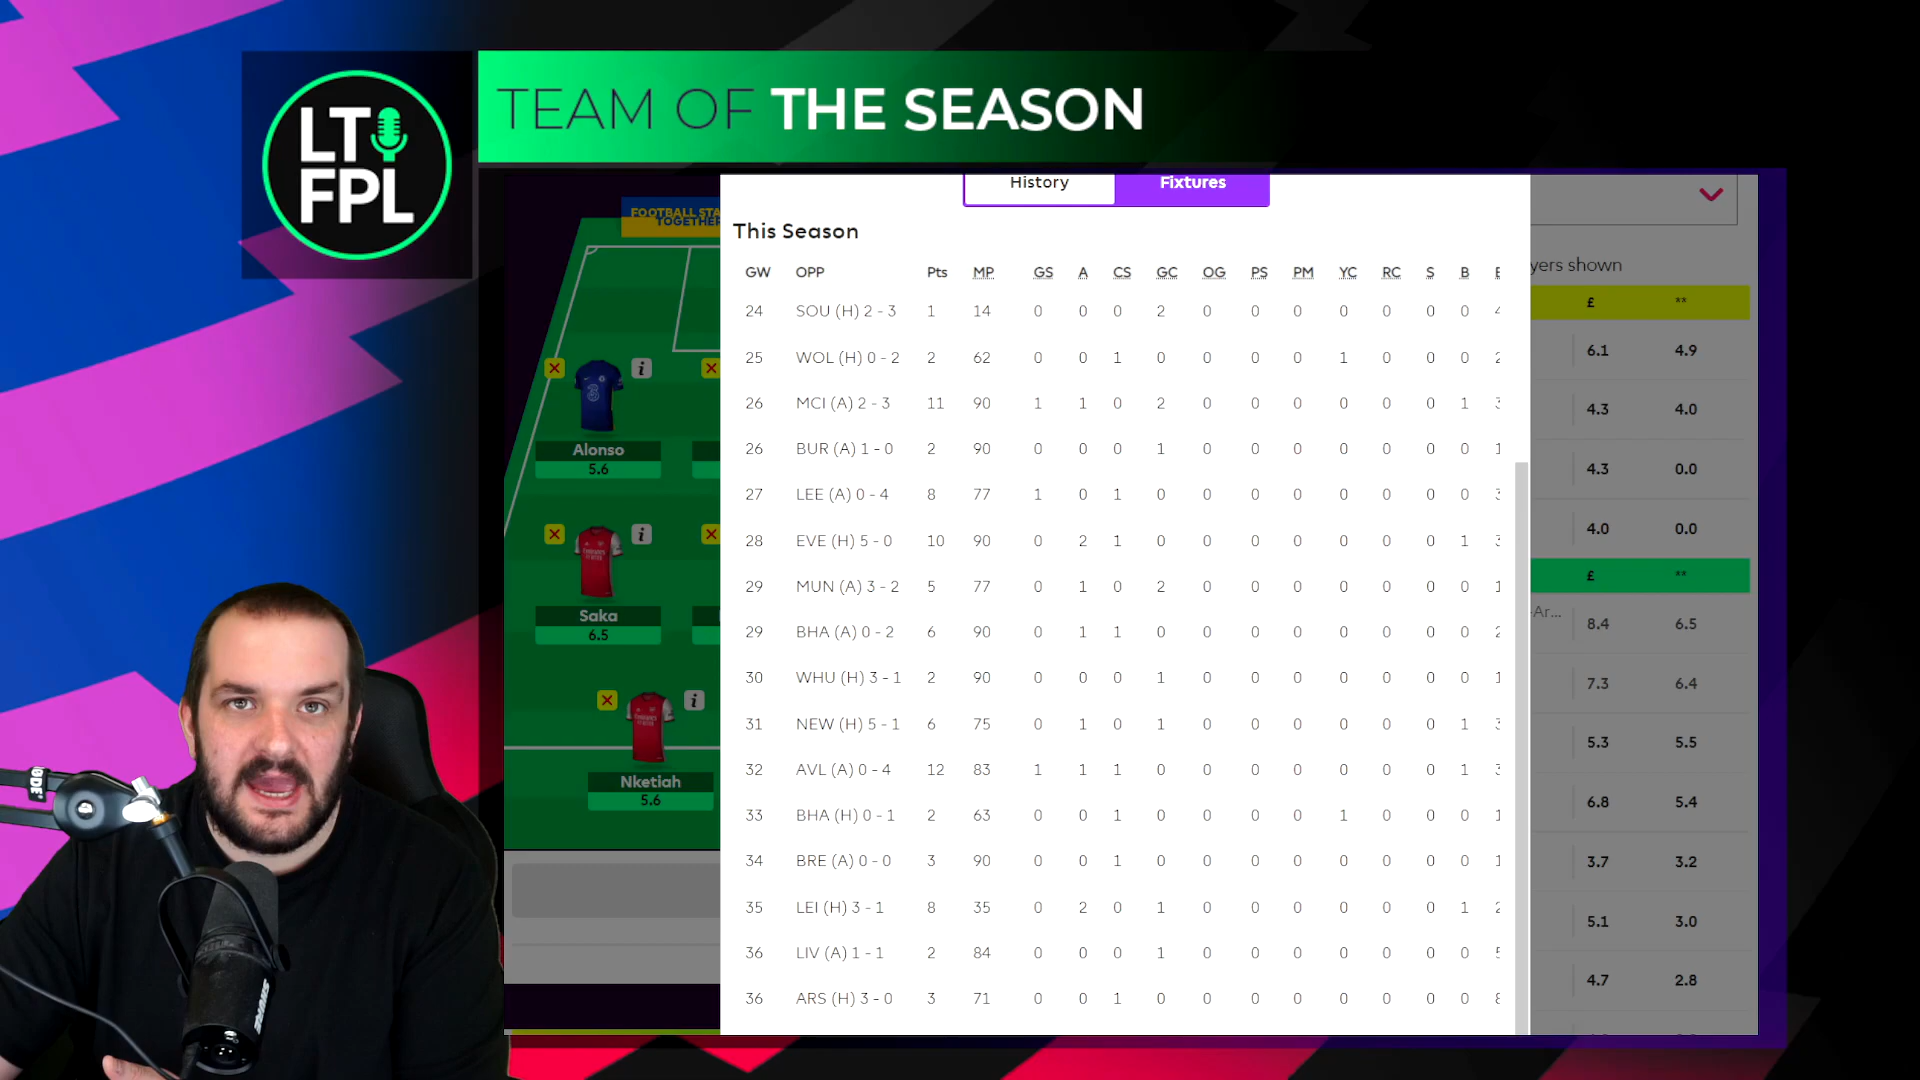 LT
FPL
TEAM OF THE SEASON
History Fixtures
This Season
GW OPP Pts MP GS A CS GC OG PS PM YC RC S B
24 SOU (H) 2 - 3 1 14 0 0 0 2 0 0 0 0 0 0 0
25 WOL (H) 0 - 2 2 62 0 0 1 0 0 0 0 1 0 0 0
26 MCI (A) 2 - 3 11 90 1 1 0 2 0 0 0 0 0 0 1
26 BUR (A) 1 - 0 2 90 0 0 0 1 0 0 0 0 0 0 0
27 LEE (A) 0 - 4 8 77 1 0 1 0 0 0 0 0 0 0 0
28 EVE (H) 5 - 0 10 90 0 2 1 0 0 0 0 0 0 0 1
29 MUN (A) 3 - 2 5 77 0 1 0 2 0 0 0 0 0 0 0
29 BHA (A) 0 - 2 6 90 0 1 1 0 0 0 0 0 0 0 0
30 WHU (H) 3 - 1 2 90 0 0 0 1 0 0 0 0 0 0 0
31 NEW (H) 5 - 1 6 75 0 1 0 1 0 0 0 0 0 0 1
32 AVL (A) 0 - 4 12 83 1 1 1 0 0 0 0 0 0 0 1
33 BHA (H) 0 - 1 2 63 0 0 1 0 0 0 0 1 0 0 0
34 BRE (A) 0 - 0 3 90 0 0 1 0 0 0 0 0 0 0 0
35 LEI (H) 3 - 1 8 35 0 2 0 1 0 0 0 0 0 0 1
36 LIV (A) 1 - 1 2 84 0 0 0 1 0 0 0 0 0 0 0
36 ARS (H) 3 - 0 3 71 0 0 1 0 0 0 0 0 0 0 0
FOOTBALL STA
TOGETHER
Alonso
5.6
Saka
6.5
Nketiah
5.6
yers shown
£ **
6.1 4.9
4.3 4.0
4.3 0.0
4.0 0.0
£ **
-Ar...
8.4 6.5
7.3 6.4
5.3 5.5
6.8 5.4
3.7 3.2
5.1 3.0
4.7 2.8
SHURE